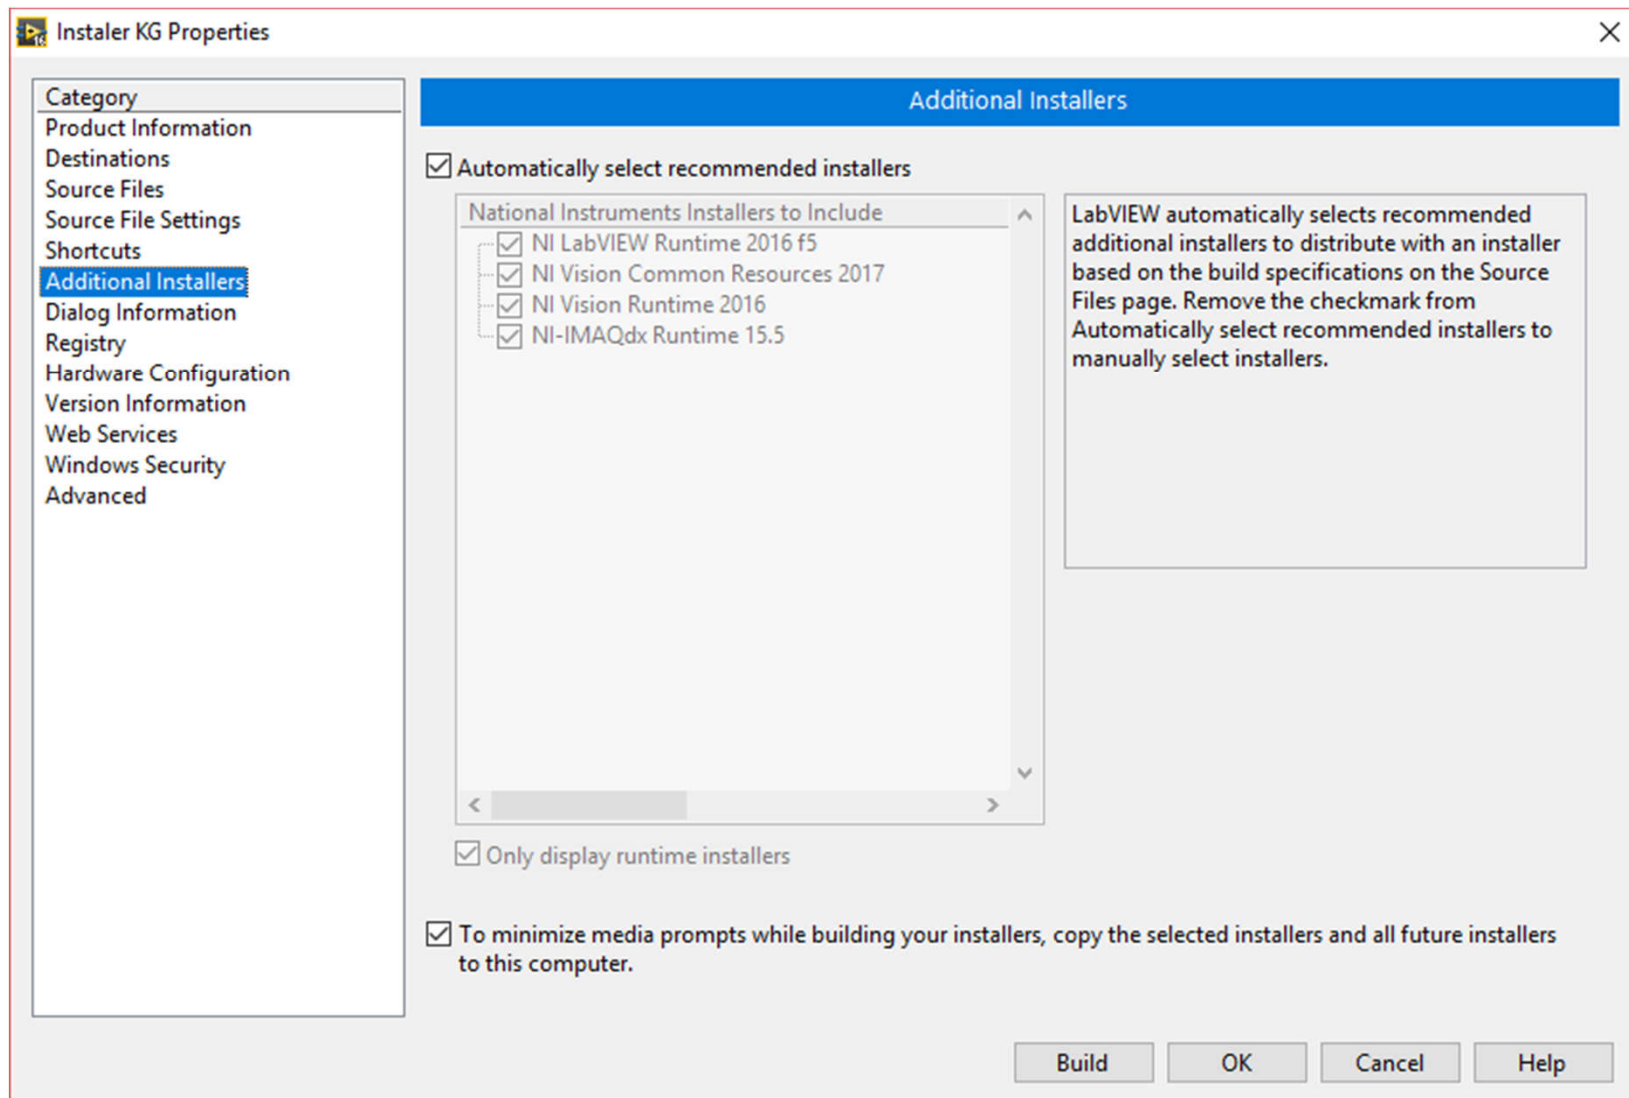 Instaler KG Properties
Category
Product Information
Destinations
Source Files
Source File Settings
Shortcuts
Additional Installers
Dialog Information
Registry
Hardware Configuration
Version Information
Web Services
Windows Security
Advanced
Additional Installers
Automatically select recommended installers
National Instruments Installers to Include
NI LabVIEW Runtime 2016 f5
NI Vision Common Resources 2017
NI Vision Runtime 2016
NI-IMAQdx Runtime 15.5
LabVIEW automatically selects recommended
additional installers to distribute with an installer
based on the build specifications on the Source
Files page. Remove the checkmark from
Automatically select recommended installers to
manually select installers.
Only display runtime installers
To minimize media prompts while building your installers, copy the selected installers and all future installers
to this computer.
Build
OK
Cancel
Help